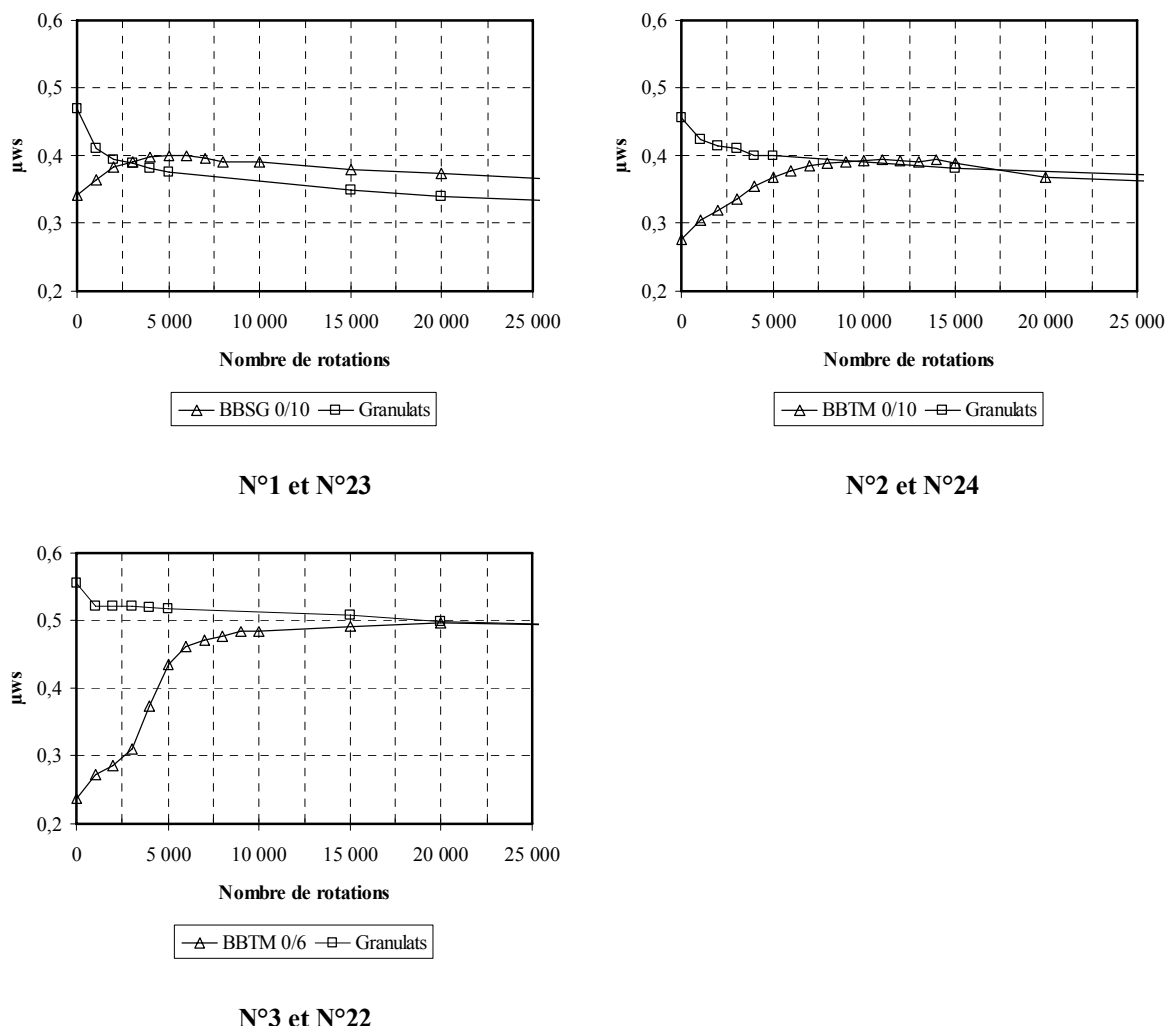 0,6
0,5
0,4
0,3
0,2
µws
0 5 000 10 000 15 000 20 000 25 000
Nombre de rotations
BBSG 0/10 Granulats
N°1 et N°23
0,6
0,5
0,4
0,3
0,2
µws
0 5 000 10 000 15 000 20 000 25 000
Nombre de rotations
BBTM 0/10 Granulats
N°2 et N°24
0,6
0,5
0,4
0,3
0,2
µws
0 5 000 10 000 15 000 20 000 25 000
Nombre de rotations
BBTM 0/6 Granulats
N°3 et N°22